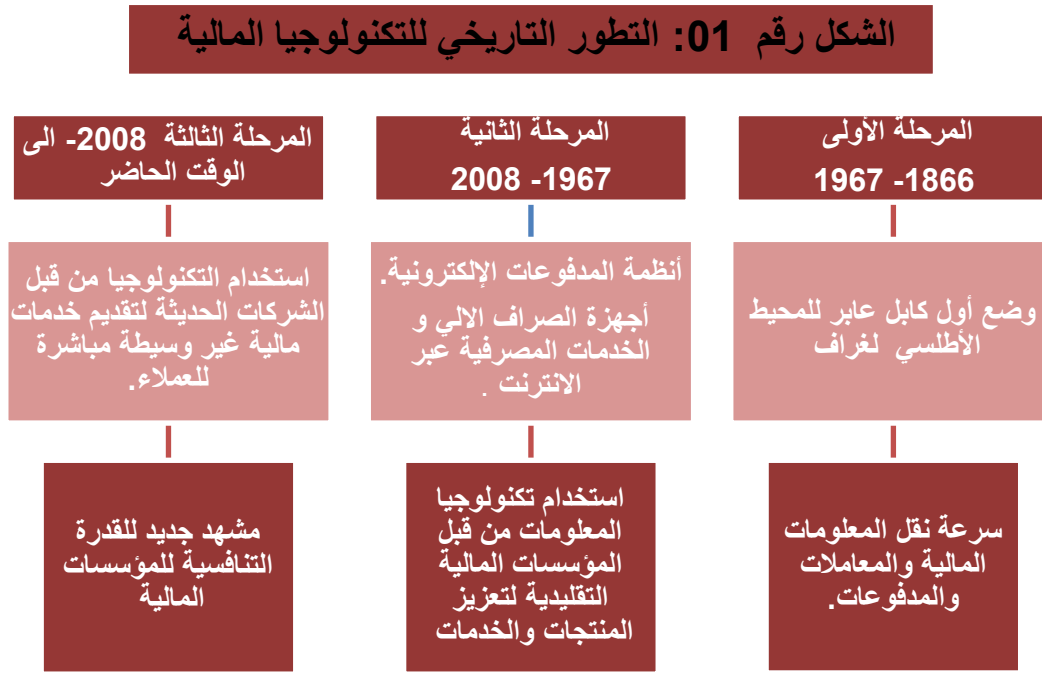 الشكل رقم 01: التطور التاريخي للتكنولوجيا المالية
المرحلة الأولى
1866- 1967
وضع أول كابل عابر للمحيط
الأطلسي لغراف
سرعة نقل المعلومات
المالية والمعاملات
والمدفوعات.
المرحلة الثانية
1967- 2008
أنظمة المدفوعات الإلكترونية.
أجهزة الصراف الالي و
الخدمات المصرفية عبر
الانترنت .
استخدام تكنولوجيا
المعلومات من قبل
المؤسسات المالية
التقليدية لتعزيز
المنتجات والخدمات
المرحلة الثالثة 2008- الى
الوقت الحاضر
استخدام التكنولوجيا من قبل
الشركات الحديثة لتقديم خدمات
مالية غير وسيطة مباشرة
للعملاء.
مشهد جديد للقدرة
التنافسية للمؤسسات
المالية